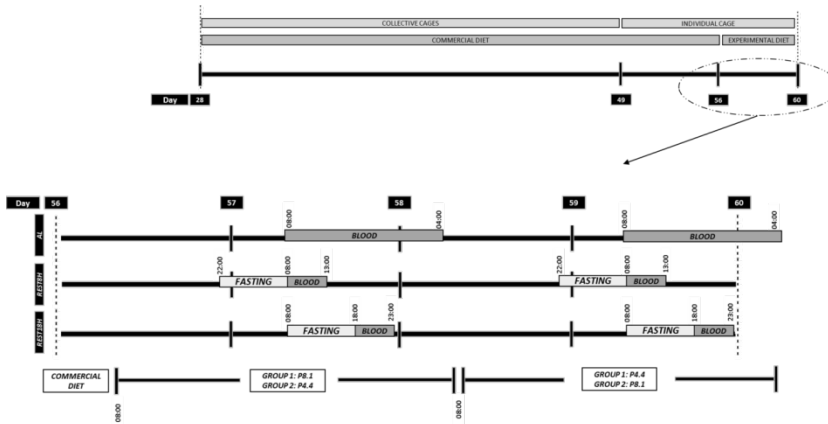 COLLECTIVE CAGES
INDIVIDUAL CAGE
COMMERCIAL DIET
EXPERIMENTAL DIET
Day 28 49 56 60
Day 56 57 58 59 60
AL
08:00 BLOOD 04:00 08:00 BLOOD 04:00
REST8H
22:00 FASTING 08:00 BLOOD 13:00 22:00 FASTING 08:00 BLOOD 13:00
REST18H
08:00 FASTING 18:00 BLOOD 23:00 08:00 FASTING 18:00 BLOOD 23:00
COMMERCIAL
DIET
08:00
GROUP 1: P8.1
GROUP 2: P4.4
08:00
GROUP 1: P4.4
GROUP 2: P8.1